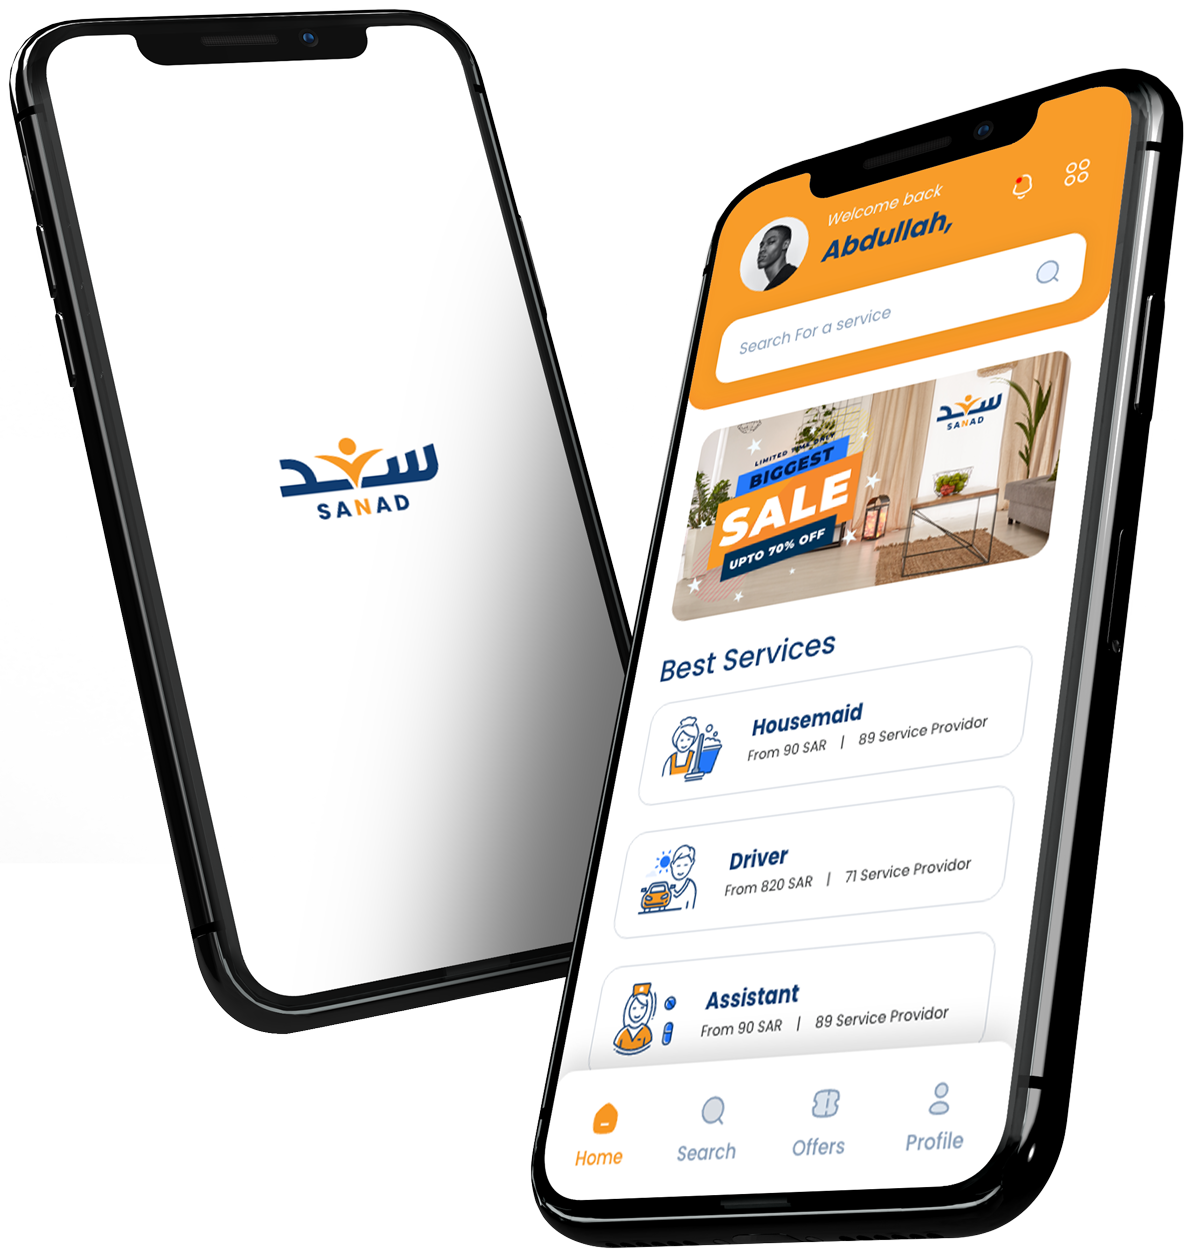 سند
SANAD
Welcome back
Abdullah,
Search For a service
سند
SANAD
LIMITED TIME ONLY
BIGGEST
SALE
UPTO 70% OFF
Best Services
Housemaid
From 90 SAR | 89 Service Providor
Driver
From 820 SAR | 71 Service Providor
Assistant
From 90 SAR | 89 Service Providor
Home
Search
Offers
Profile